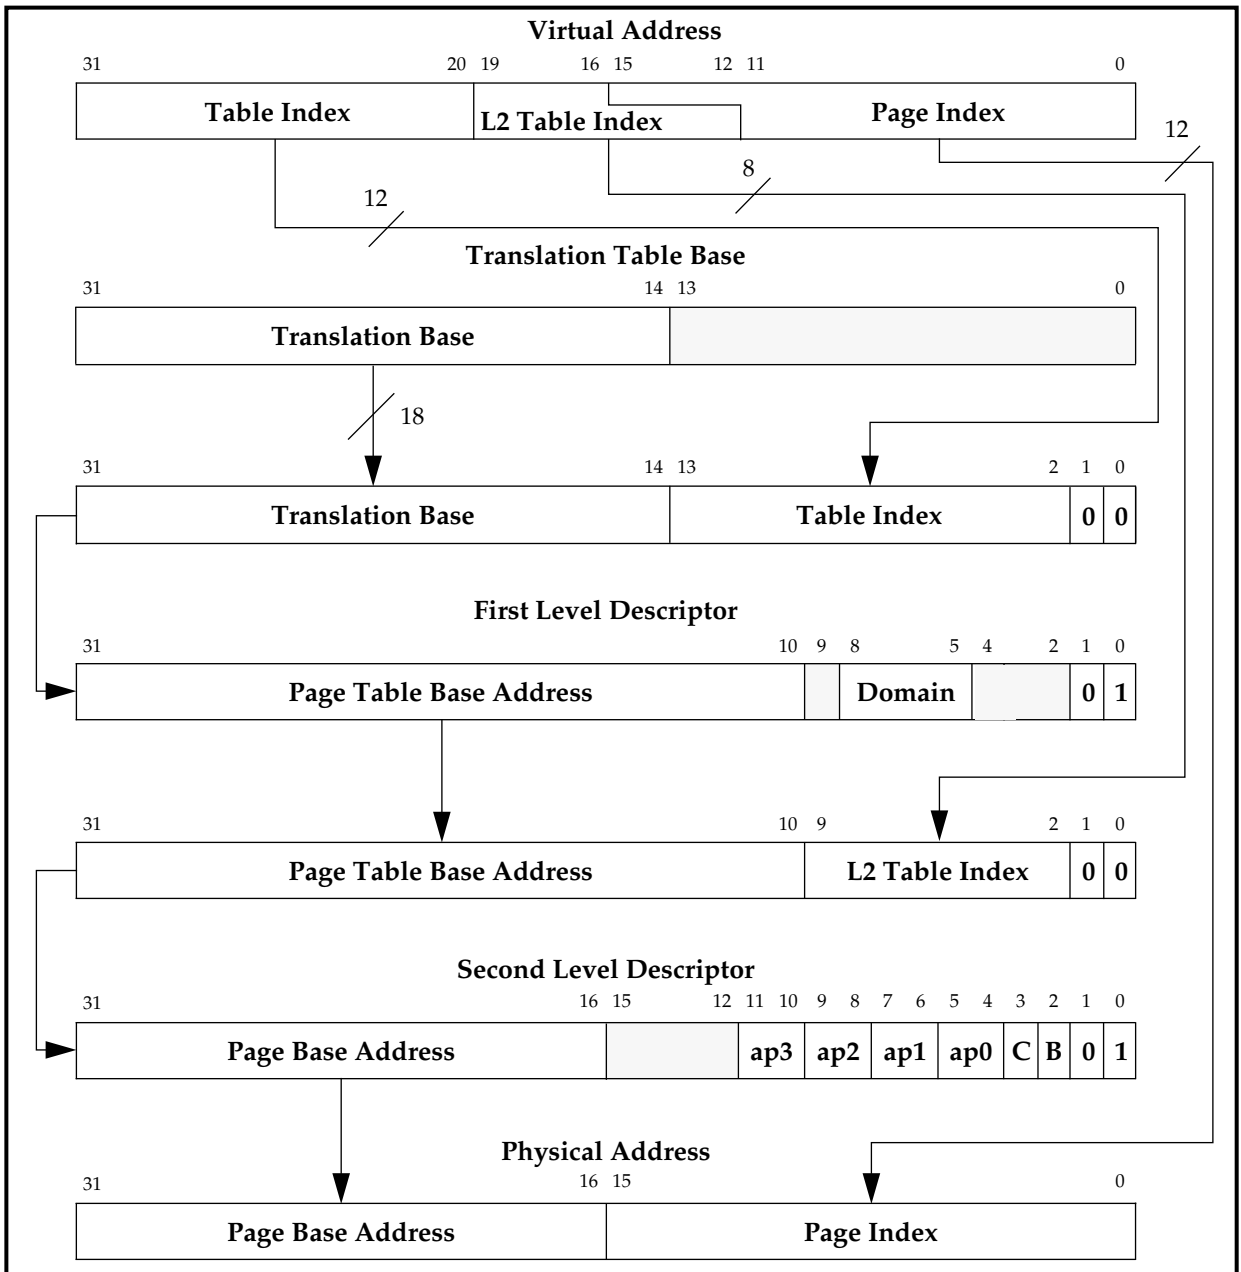 Virtual Address
31 20 19 16 15 12 11 0
Table Index L2 Table Index Page Index
12
8
12
Translation Table Base
31 14 13 0
Translation Base
18
31 14 13 2 1 0
Translation Base Table Index 0 0
First Level Descriptor
31 10 9 8 5 4 2 1 0
Page Table Base Address Domain 0 1
31 10 9 2 1 0
Page Table Base Address L2 Table Index 0 0
Second Level Descriptor
31 16 15 12 11 10 9 8 7 6 5 4 3 2 1 0
Page Base Address ap3 ap2 ap1 ap0 C B 0 1
Physical Address
31 16 15 0
Page Base Address Page Index